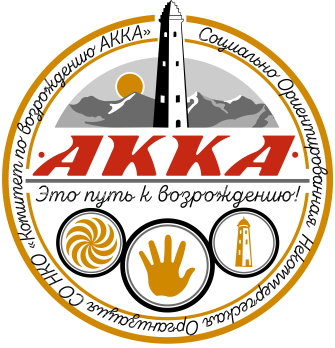 Социально Ориентированная Некоммерческая Организация СО НКО «Комитет по возрождению АККА»
·АККА·
Это путь к возрождению!